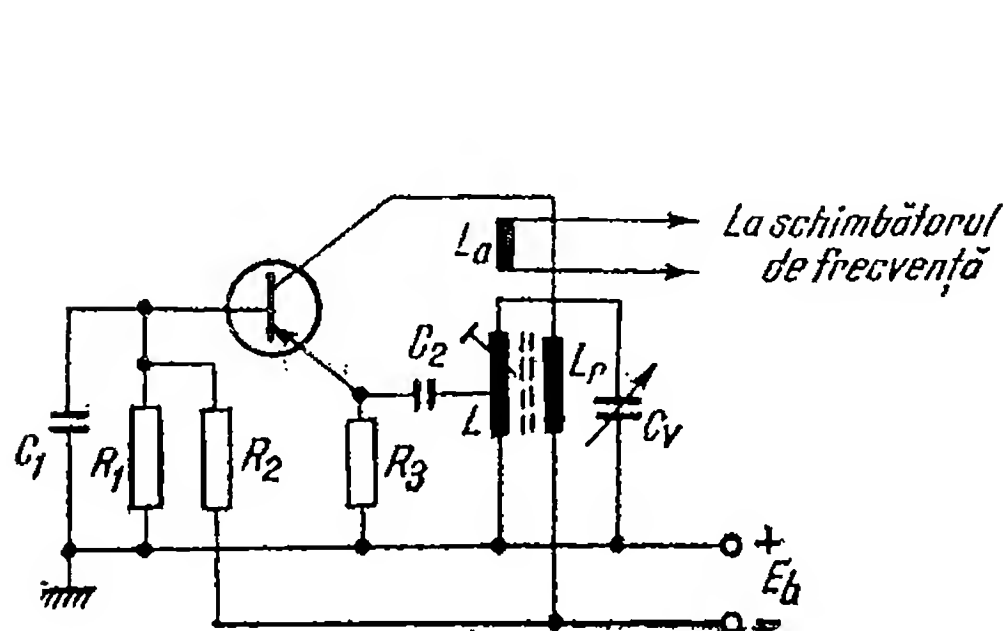 La schimbătorul
de frecvență
La
C2
L
Lr
Cv
C1
R1
R2
R3
+
Eb
-